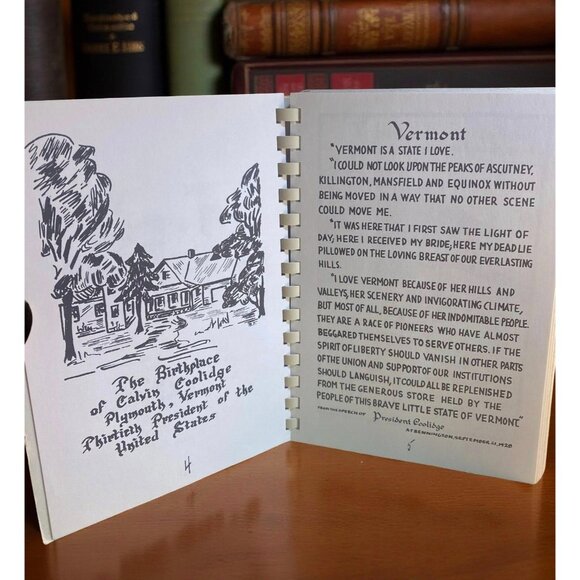 The Birthplace
of Calvin Coolidge
Plymouth, Vermont
Thirtieth President of the
United States
4
Vermont
"VERMONT IS A STATE I LOVE.
"I COULD NOT LOOK UPON THE PEAKS OF ASCUTNEY,
KILLINGTON, MANSFIELD AND EQUINOX WITHOUT
BEING MOVED IN A WAY THAT NO OTHER SCENE
COULD MOVE ME.
"IT WAS HERE THAT I FIRST SAW THE LIGHT OF
DAY; HERE I RECEIVED MY BRIDE; HERE MY DEAD LIE
PILLOWED ON THE LOVING BREAST OF OUR EVERLASTING
HILLS.
"I LOVE VERMONT BECAUSE OF HER HILLS AND
VALLEYS, HER SCENERY AND INVIGORATING CLIMATE,
BUT MOST OF ALL, BECAUSE OF HER INDOMITABLE PEOPLE.
THEY ARE A RACE OF PIONEERS WHO HAVE ALMOST
BEGGARED THEMSELVES TO SERVE OTHERS. IF THE
SPIRIT OF LIBERTY SHOULD VANISH IN OTHER PARTS
OF THE UNION AND SUPPORT OF OUR INSTITUTIONS
SHOULD LANGUISH, IT COULD ALL BE REPLENISHED
FROM THE GENEROUS STORE HELD BY THE
PEOPLE OF THIS BRAVE LITTLE STATE OF VERMONT."
FROM THE SPEECH OF President Coolidge
AT BENNINGTON, SEPTEMBER 21, 1928
5